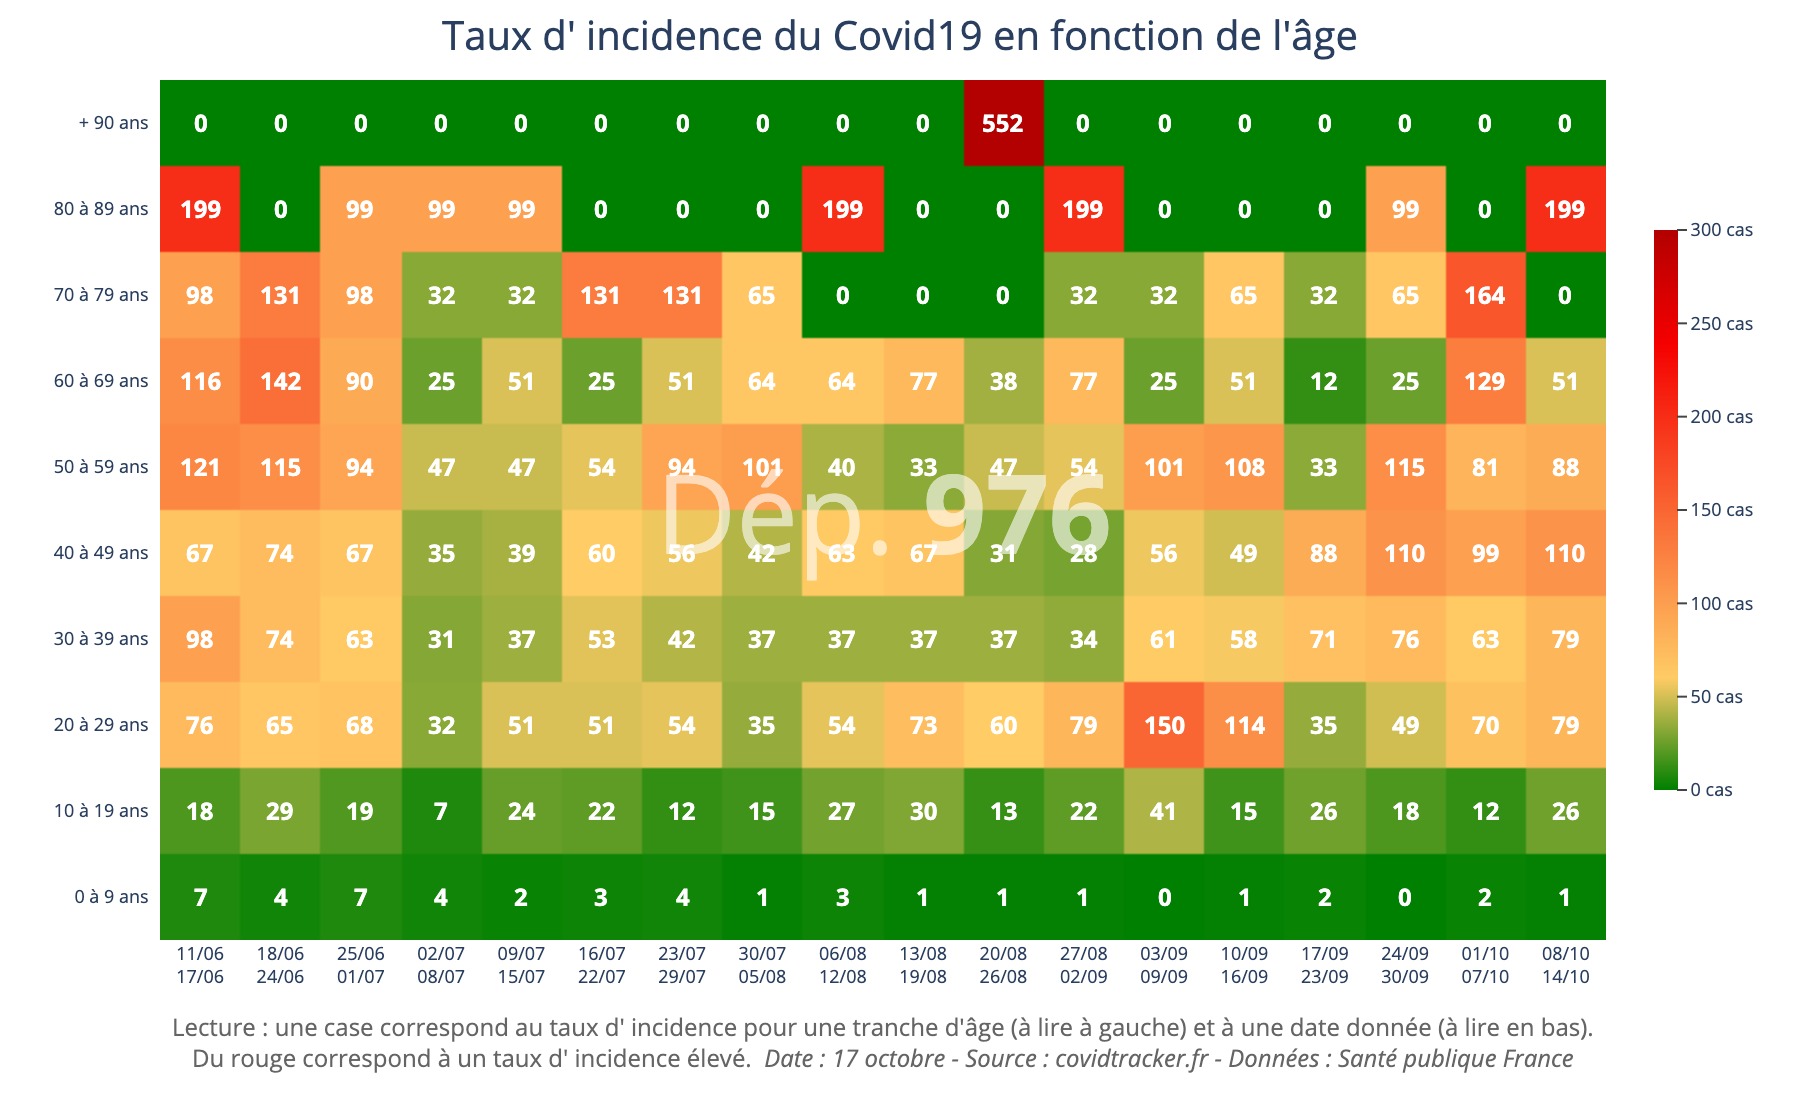 Taux d' incidence du Covid19 en fonction de l'âge
+ 90 ans 0 0 0 0 0 0 0 0 0 0 552 0 0 0 0 0 0 0
80 à 89 ans 199 0 99 99 99 0 0 0 199 0 0 199 0 0 0 99 0 199
70 à 79 ans 98 131 98 32 32 131 131 65 0 0 0 32 32 65 32 65 164 0
60 à 69 ans 116 142 90 25 51 25 51 64 64 77 38 77 25 51 12 25 129 51
50 à 59 ans 121 115 94 47 47 54 94 101 40 33 47 54 101 108 33 115 81 88
Dép. 976
40 à 49 ans 67 74 67 35 39 60 56 42 63 67 31 28 56 49 88 110 99 110
30 à 39 ans 98 74 63 31 37 53 42 37 37 37 37 34 61 58 71 76 63 79
20 à 29 ans 76 65 68 32 51 51 54 35 54 73 60 79 150 114 35 49 70 79
10 à 19 ans 18 29 19 7 24 22 12 15 27 30 13 22 41 15 26 18 12 26
0 à 9 ans 7 4 7 4 2 3 4 1 3 1 1 1 0 1 2 0 2 1
11/06 18/06 25/06 02/07 09/07 16/07 23/07 30/07 06/08 13/08 20/08 27/08 03/09 10/09 17/09 24/09 01/10 08/10
17/06 24/06 01/07 08/07 15/07 22/07 29/07 05/08 12/08 19/08 26/08 02/09 09/09 16/09 23/09 30/09 07/10 14/10
300 cas
250 cas
200 cas
150 cas
100 cas
50 cas
0 cas
Lecture : une case correspond au taux d' incidence pour une tranche d'âge (à lire à gauche) et à une date donnée (à lire en bas).
Du rouge correspond à un taux d' incidence élevé. Date : 17 octobre - Source : covidtracker.fr - Données : Santé publique France